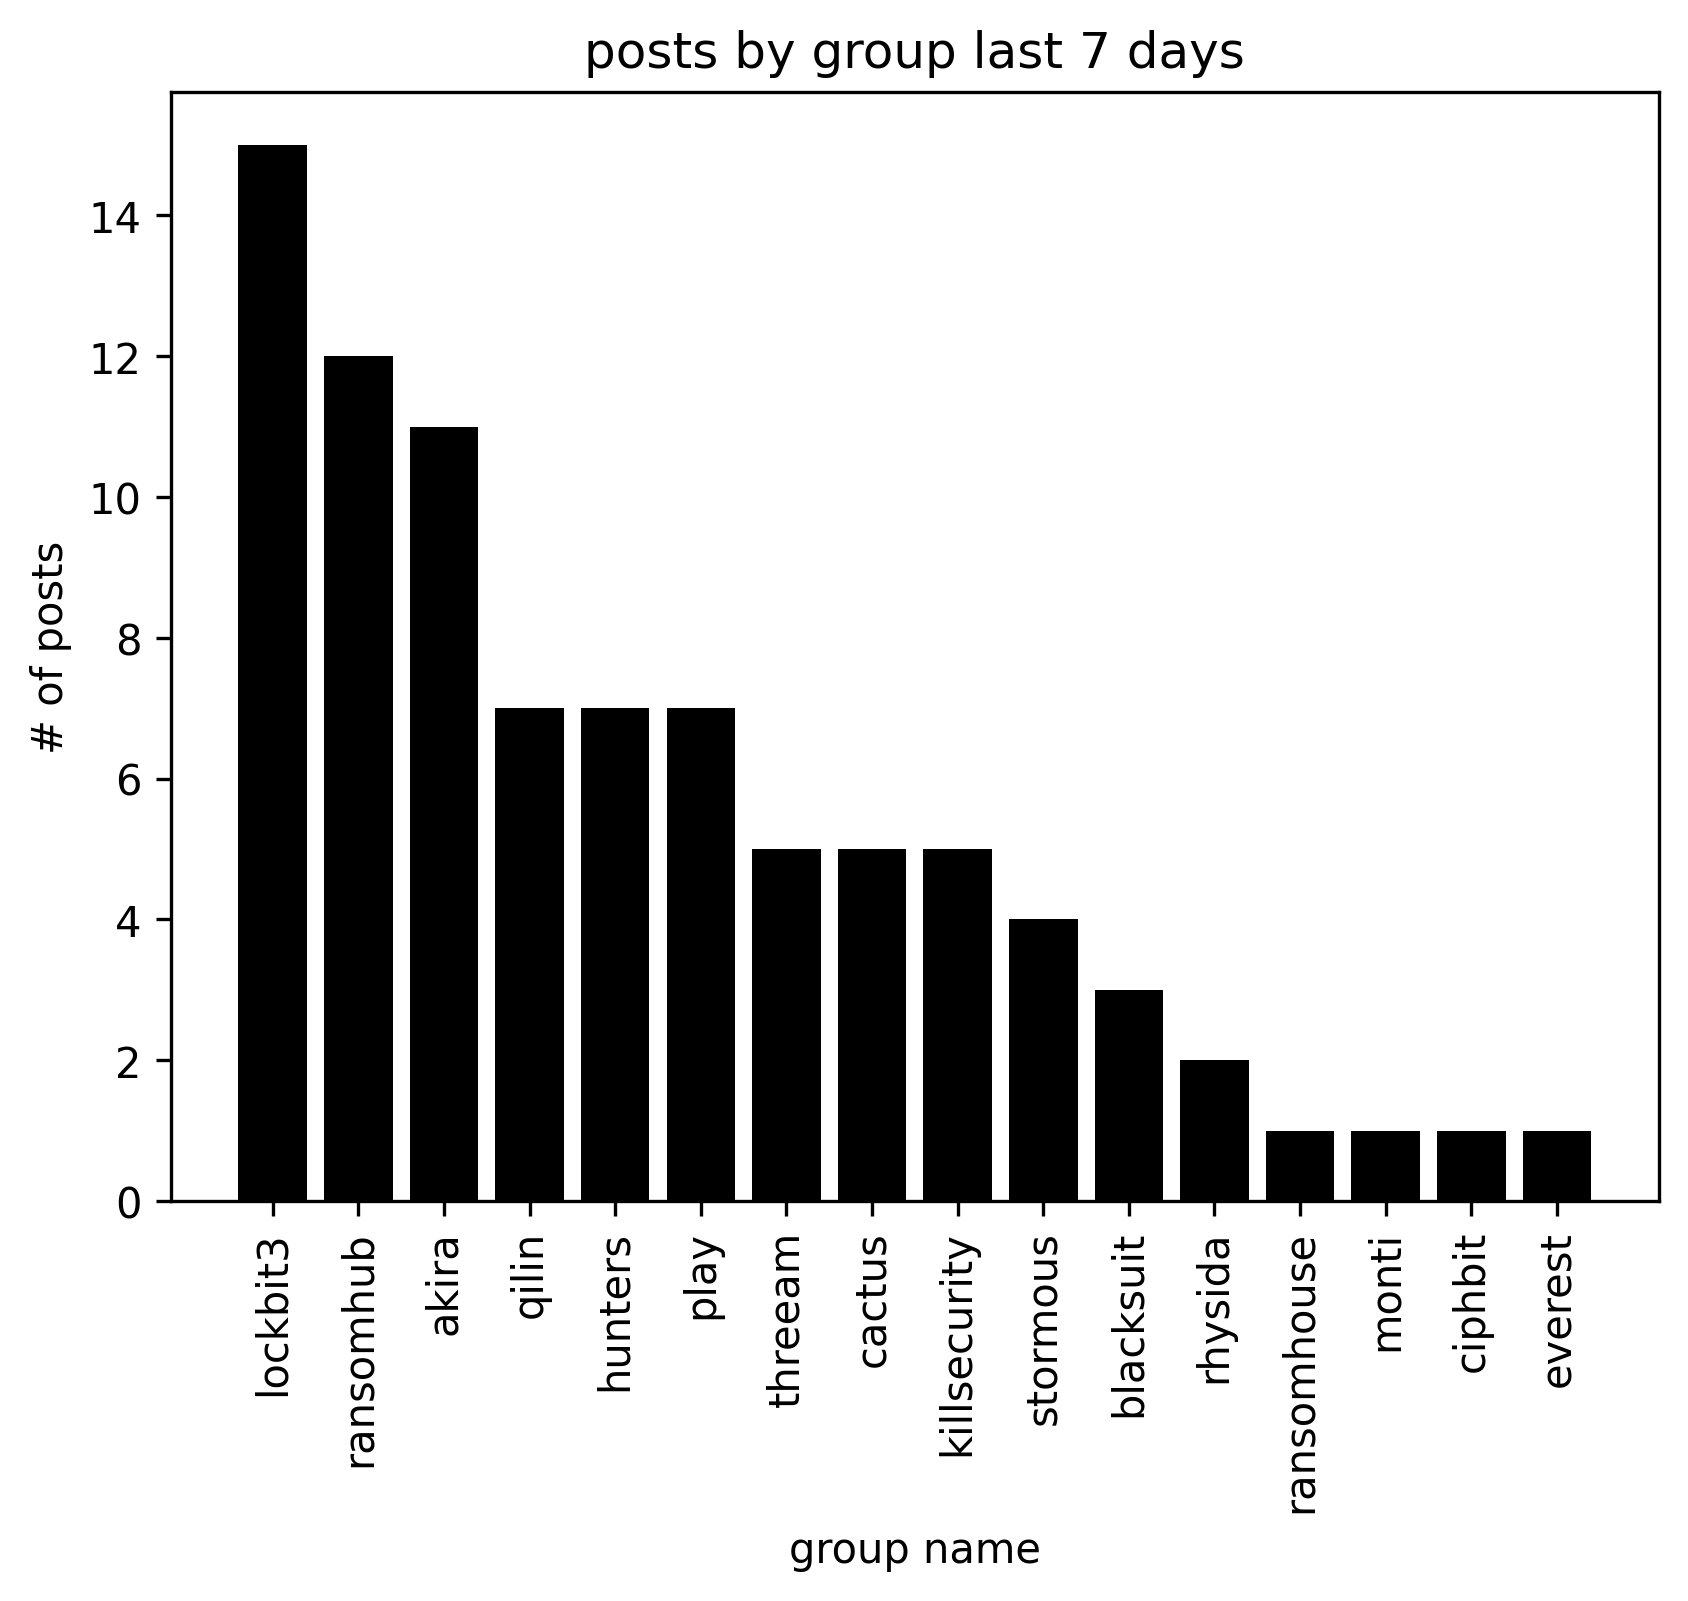 posts by group last 7 days
# of posts
14
12
10
8
6
4
2
0
lockbit3
ransomhub
akira
qilin
hunters
play
threeam
cactus
killsecurity
stormous
blacksuit
rhysida
ransomhouse
monti
ciphbit
everest
group name